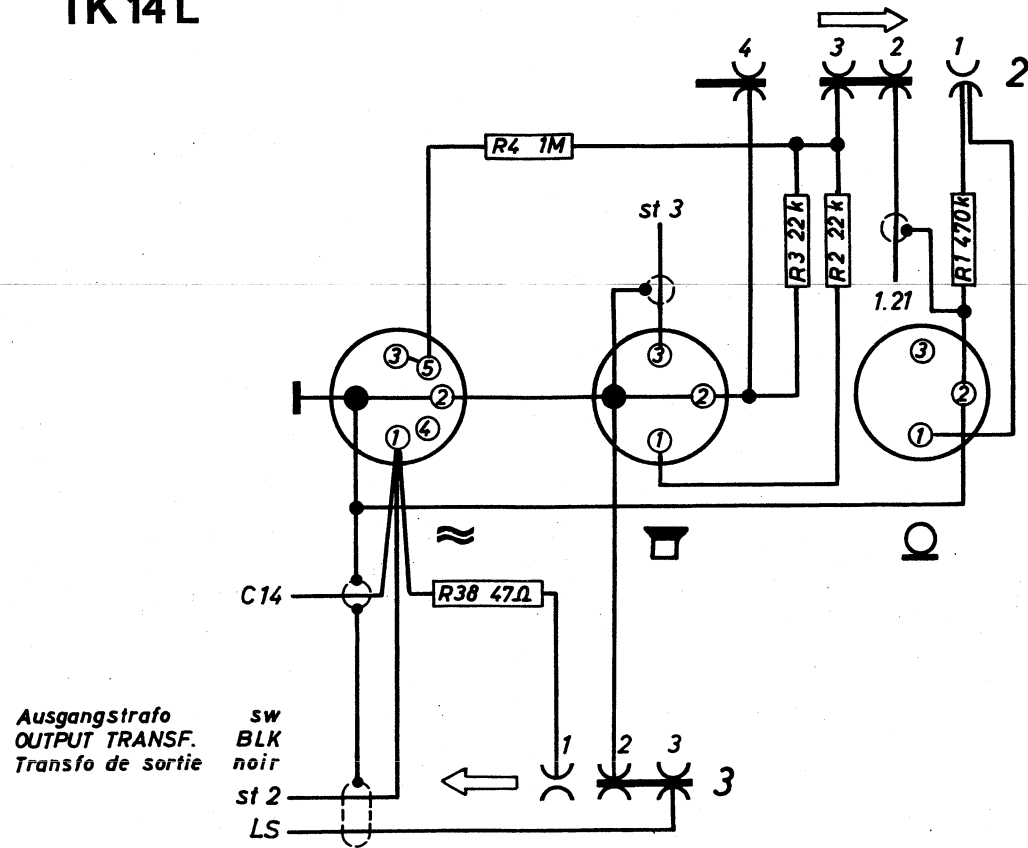 TK 14 L
4 3 2 1 2
R4 1M
st 3
R3 22k
R2 22k
R1 470k
1.21
3 5 2 4 1
3 2 1
3 2 1
C14
R38 47Ω
Ausgangstrafo sw
OUTPUT TRANSF. BLK
Transfo de sortie noir
1 2 3 3
st 2
LS